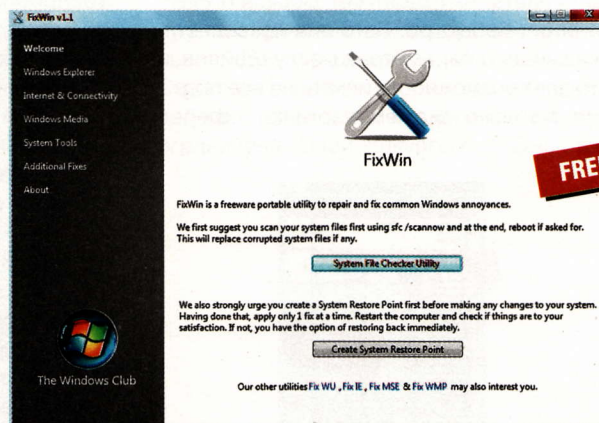 FixWin v1.1
Welcome
Windows Explorer
Internet & Connectivity
Windows Media
System Tools
Additional Fixes
About
The Windows Club
FixWin
FixWin is a freeware portable utility to repair and fix common Windows annoyances.
We first suggest you scan your system files first using sfc /scannow and at the end, reboot if asked for.
This will replace corrupted system files if any.
System File Checker Utility
We also strongly urge you create a System Restore Point first before making any changes to your system.
Having done that, apply only 1 fix at a time. Restart the computer and check if things are to your
satisfaction. If not, you have the option of restoring back immediately.
Create System Restore Point
Our other utilities Fix WU , Fix IE , Fix MSE & Fix WMP may also interest you.